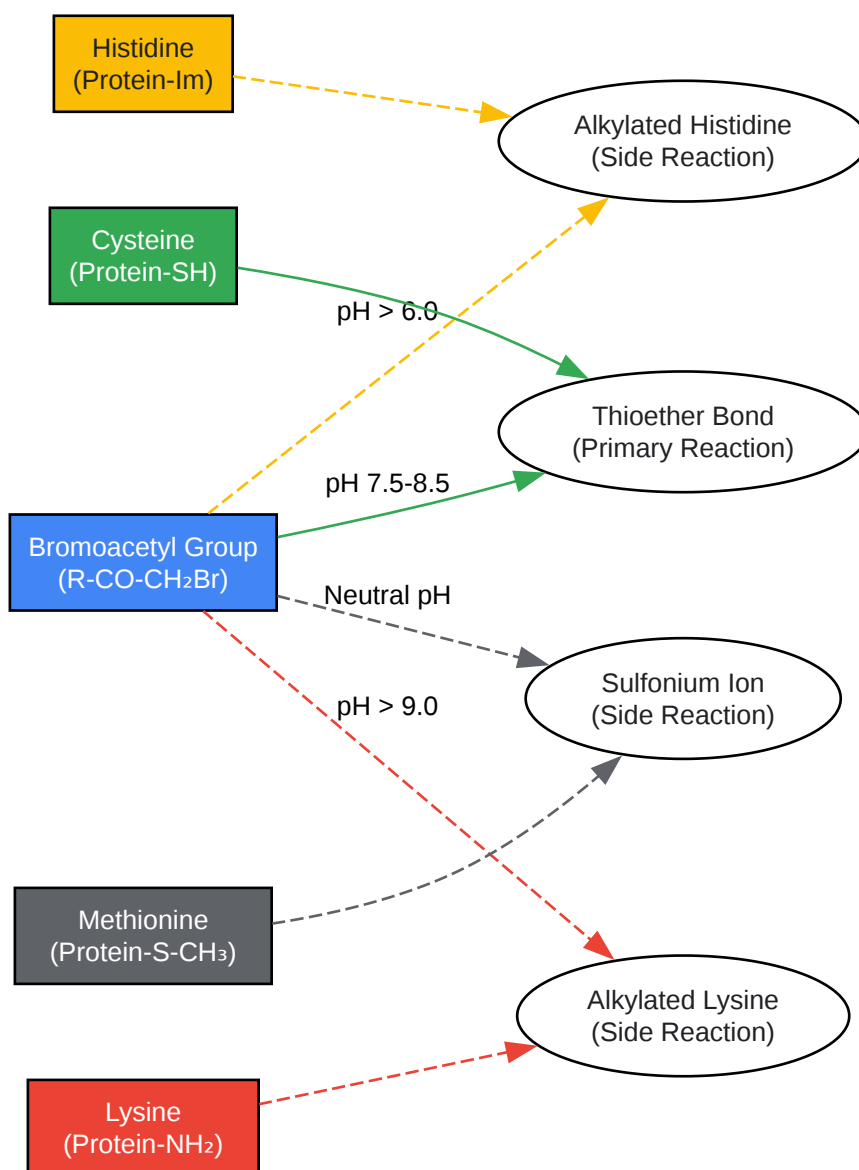 Histidine
(Protein-Im)
Alkylated Histidine
(Side Reaction)
Cysteine
(Protein-SH)
pH > 6.0
Thioether Bond
(Primary Reaction)
pH 7.5-8.5
Bromoacetyl Group
(R-CO-CH₂Br)
Neutral pH
Sulfonium Ion
(Side Reaction)
pH > 9.0
Methionine
(Protein-S-CH₃)
Alkylated Lysine
(Side Reaction)
Lysine
(Protein-NH₂)